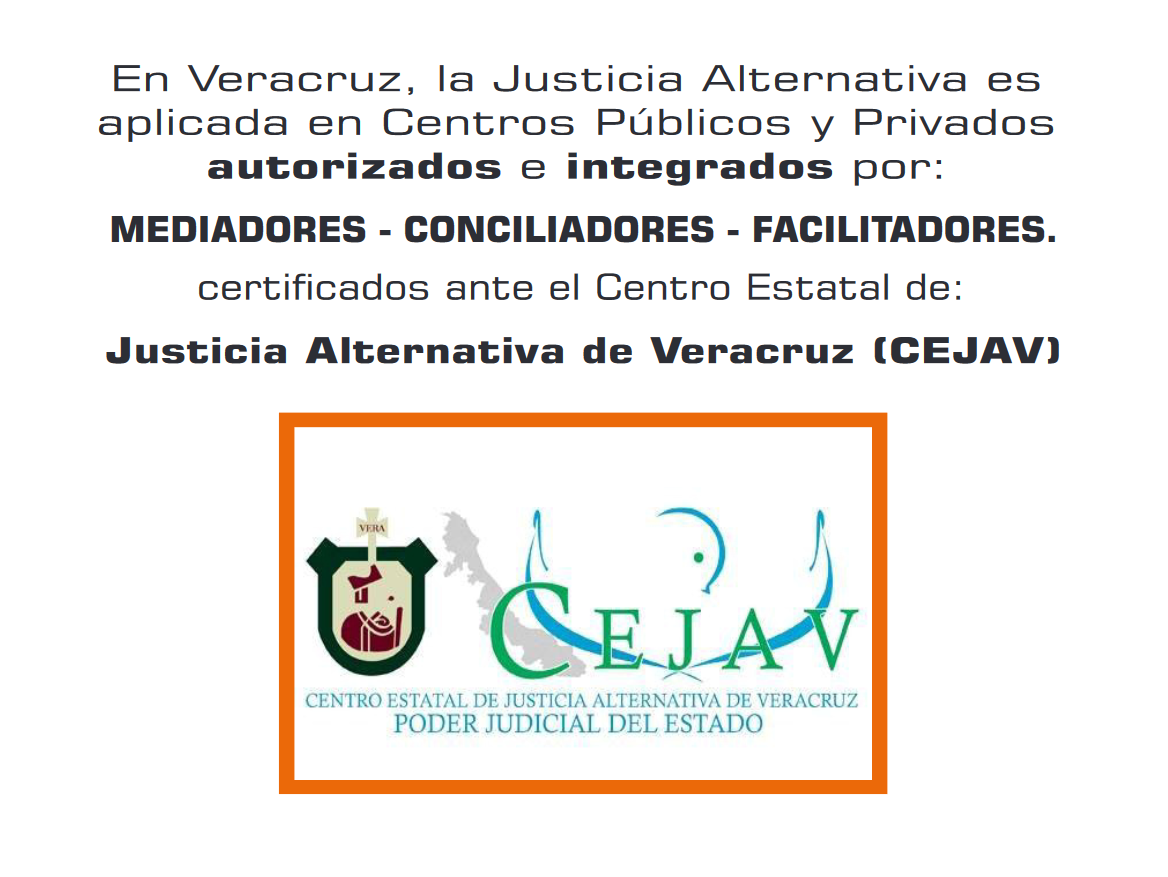 En Veracruz, la Justicia Alternativa es
aplicada en Centros Públicos y Privados
autorizados e integrados por:
MEDIADORES - CONCILIADORES - FACILITADORES.
certificados ante el Centro Estatal de:
Justicia Alternativa de Veracruz (CEJAV)
VERA
CEJAV
CENTRO ESTATAL DE JUSTICIA ALTERNATIVA DE VERACRUZ
PODER JUDICIAL DEL ESTADO